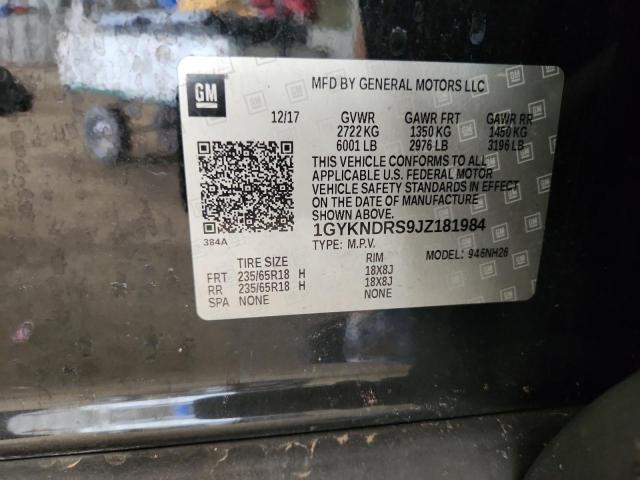 GM
MFD BY GENERAL MOTORS LLC
12/17 GVWR GAWR FRT GAWR RR
2722 KG 1350 KG 1450 KG
6001 LB 2976 LB 3196 LB
THIS VEHICLE CONFORMS TO ALL
APPLICABLE U.S. FEDERAL MOTOR
VEHICLE SAFETY STANDARDS IN EFFECT
ON THE DATE OF MANUFACTURE
SHOWN ABOVE.
384A
1GYKNDRS9JZ181984
TYPE: M.P.V. MODEL: 946NH26
TIRE SIZE RIM
FRT 235/65R18 H 18X8J
RR 235/65R18 H 18X8J
SPA NONE NONE